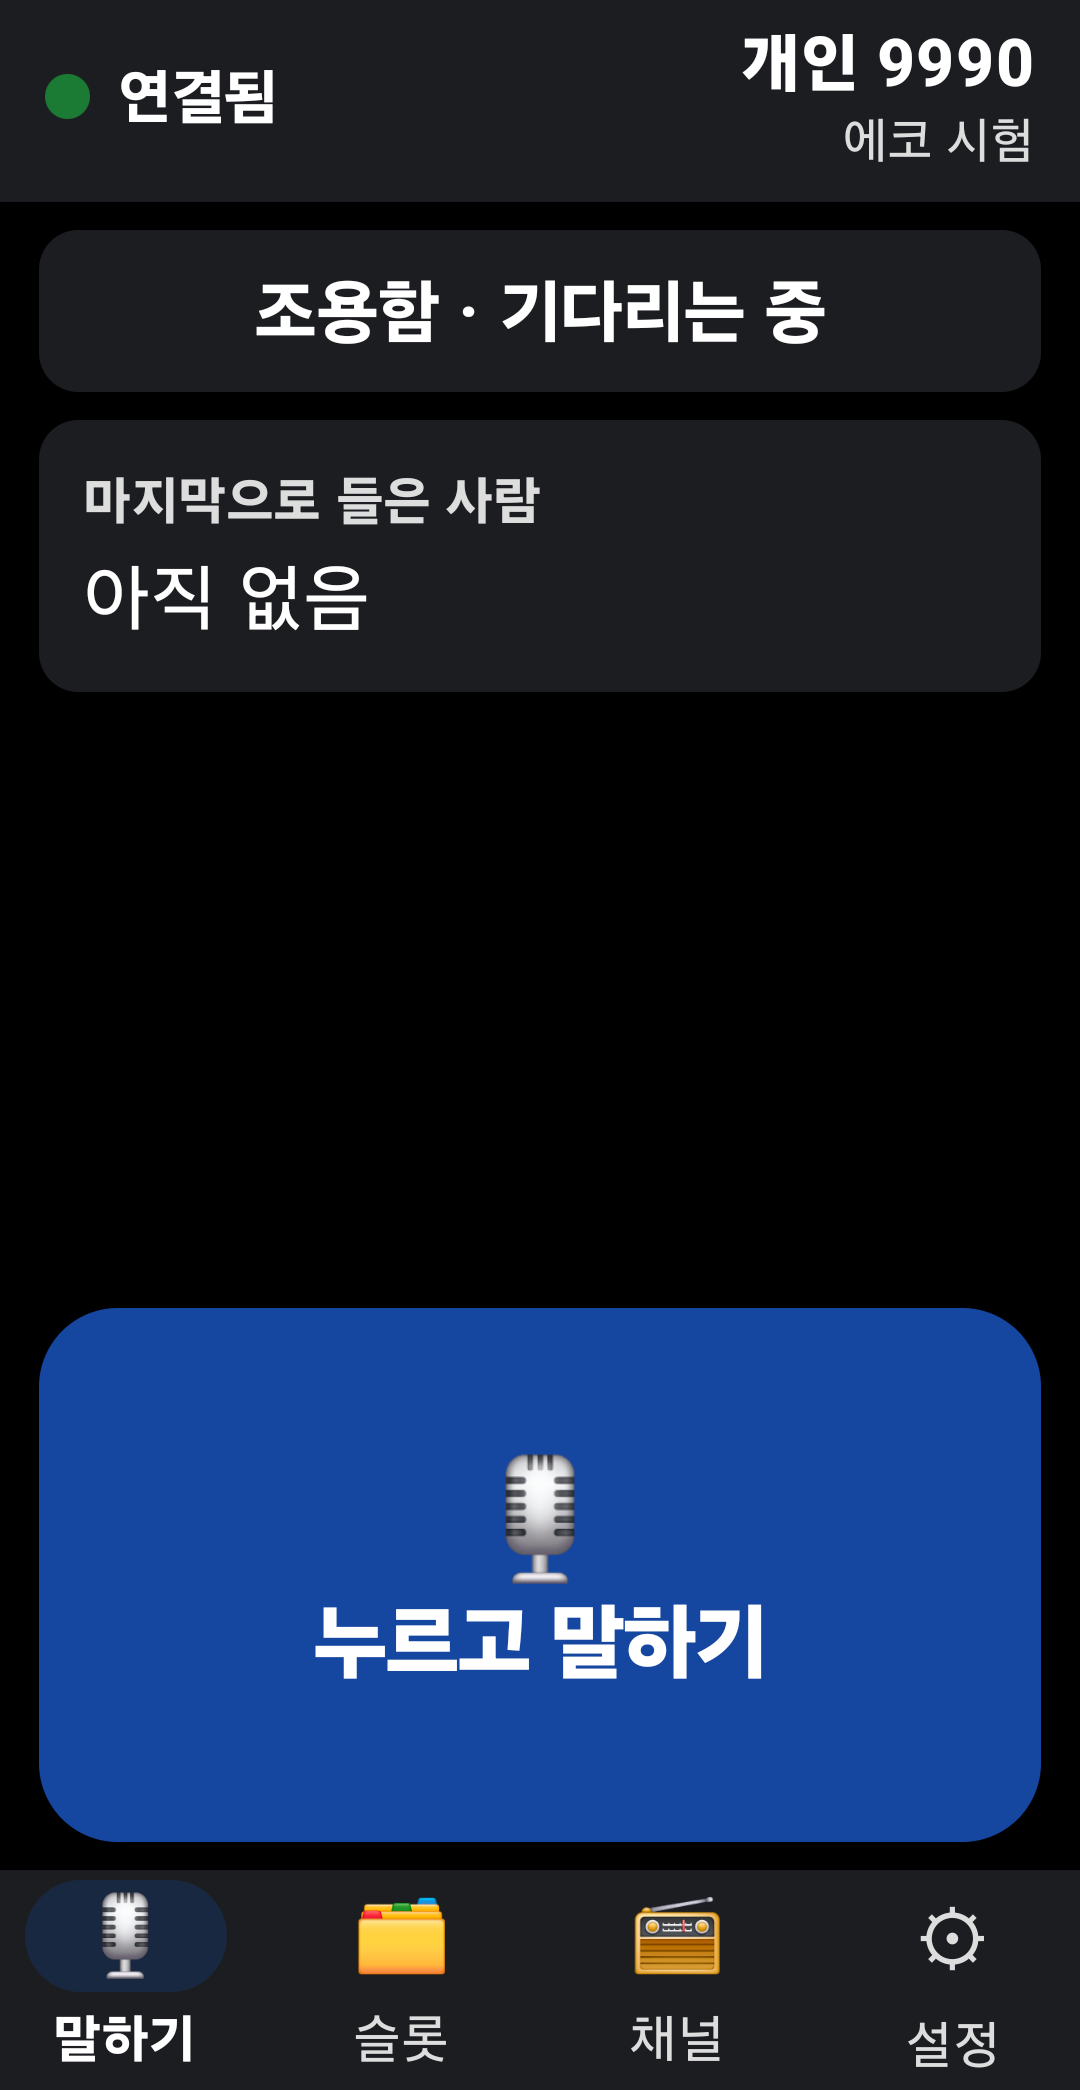 연결됨
개인 9990
에코 시험
조용함 · 기다리는 중
마지막으로 들은 사람
아직 없음
누르고 말하기
말하기
슬롯
채널
설정